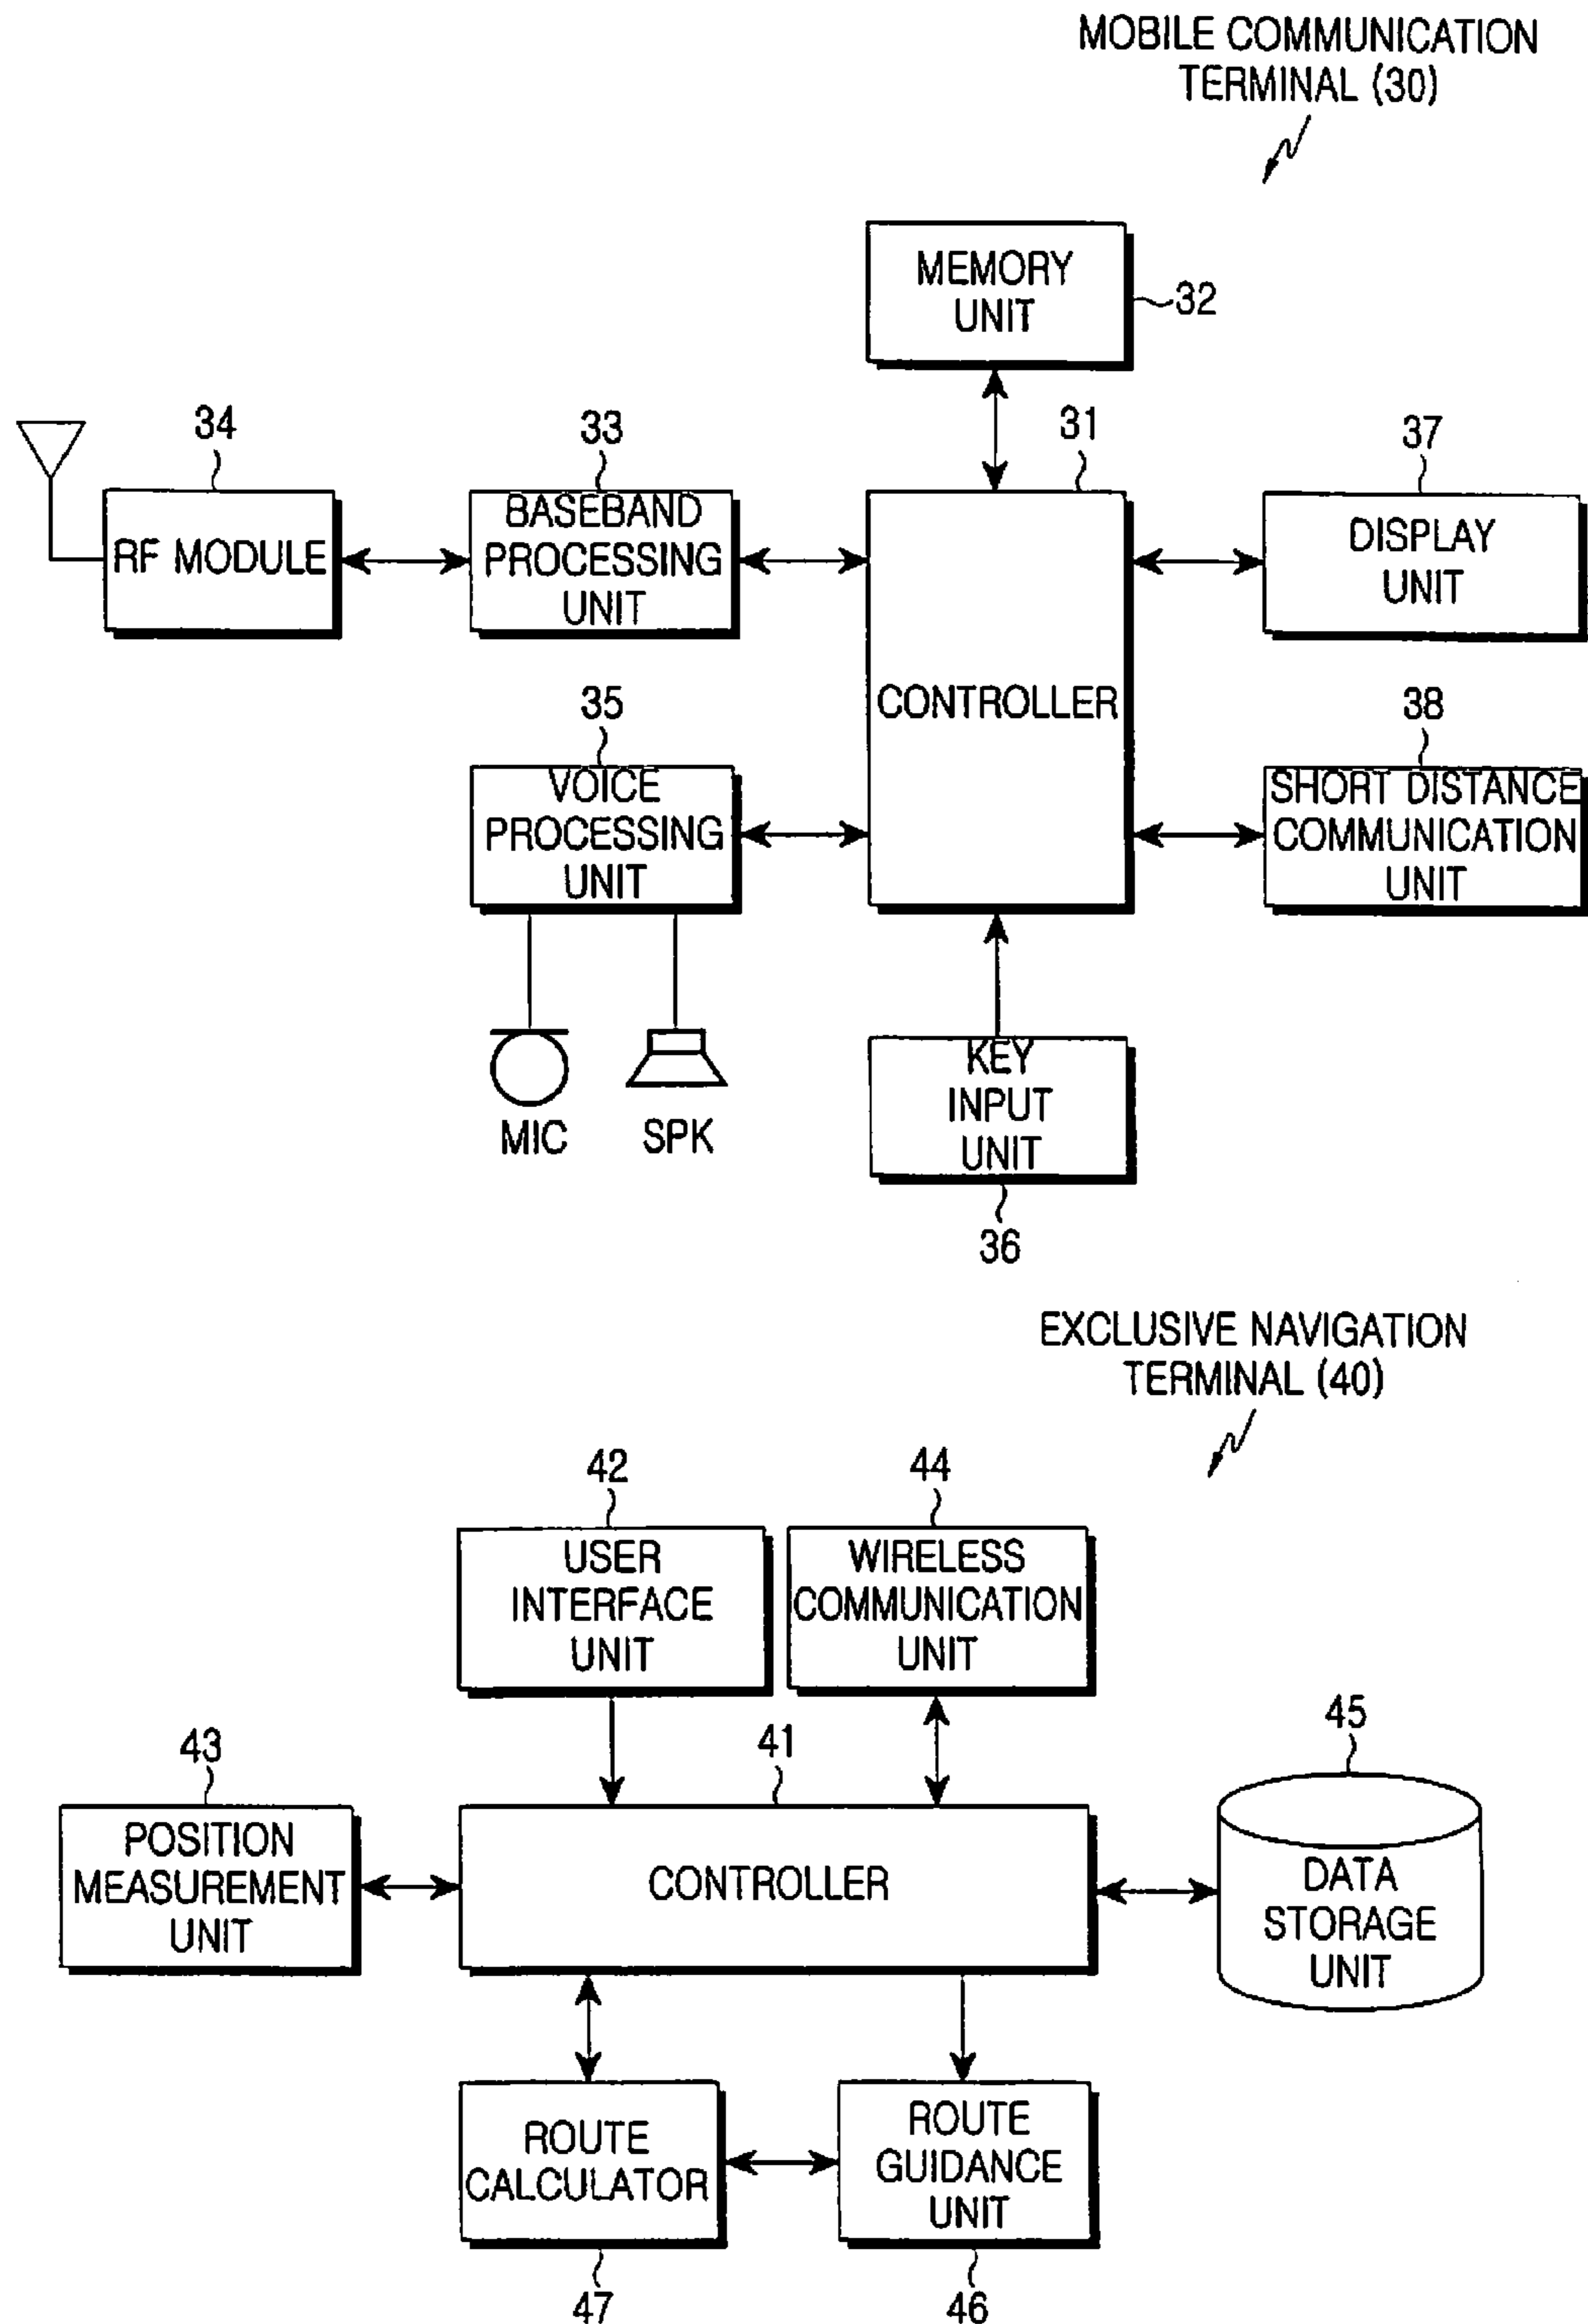 MOBILE COMMUNICATION
TERMINAL (30)
MEMORY
UNIT
32
34
33
31
37
RF MODULE
BASEBAND
PROCESSING
UNIT
DISPLAY
UNIT
CONTROLLER
35
38
VOICE
PROCESSING
UNIT
SHORT DISTANCE
COMMUNICATION
UNIT
MIC
SPK
KEY
INPUT
UNIT
36
EXCLUSIVE NAVIGATION
TERMINAL (40)
42
44
USER
INTERFACE
UNIT
WIRELESS
COMMUNICATION
UNIT
43
41
45
POSITION
MEASUREMENT
UNIT
CONTROLLER
DATA
STORAGE
UNIT
ROUTE
CALCULATOR
ROUTE
GUIDANCE
UNIT
47
46